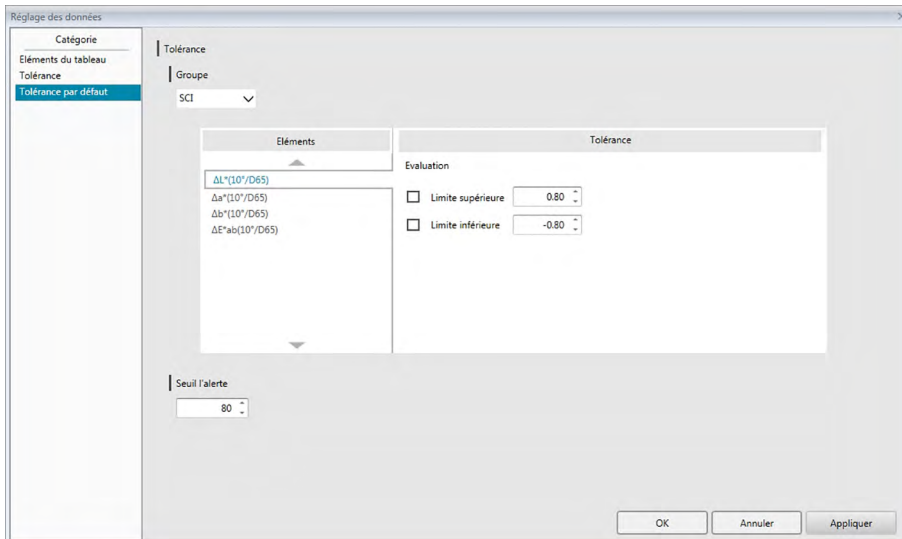 Réglage des données
Catégorie
Eléments du tableau
Tolérance
Tolérance par défaut
Tolérance
Groupe
SCI
Eléments
Tolérance
ΔL*(10°/D65)
Δa*(10°/D65)
Δb*(10°/D65)
ΔE*ab(10°/D65)
Evaluation
Limite supérieure 0.80
Limite inférieure -0.80
Seuil l'alerte
80
OK Annuler Appliquer